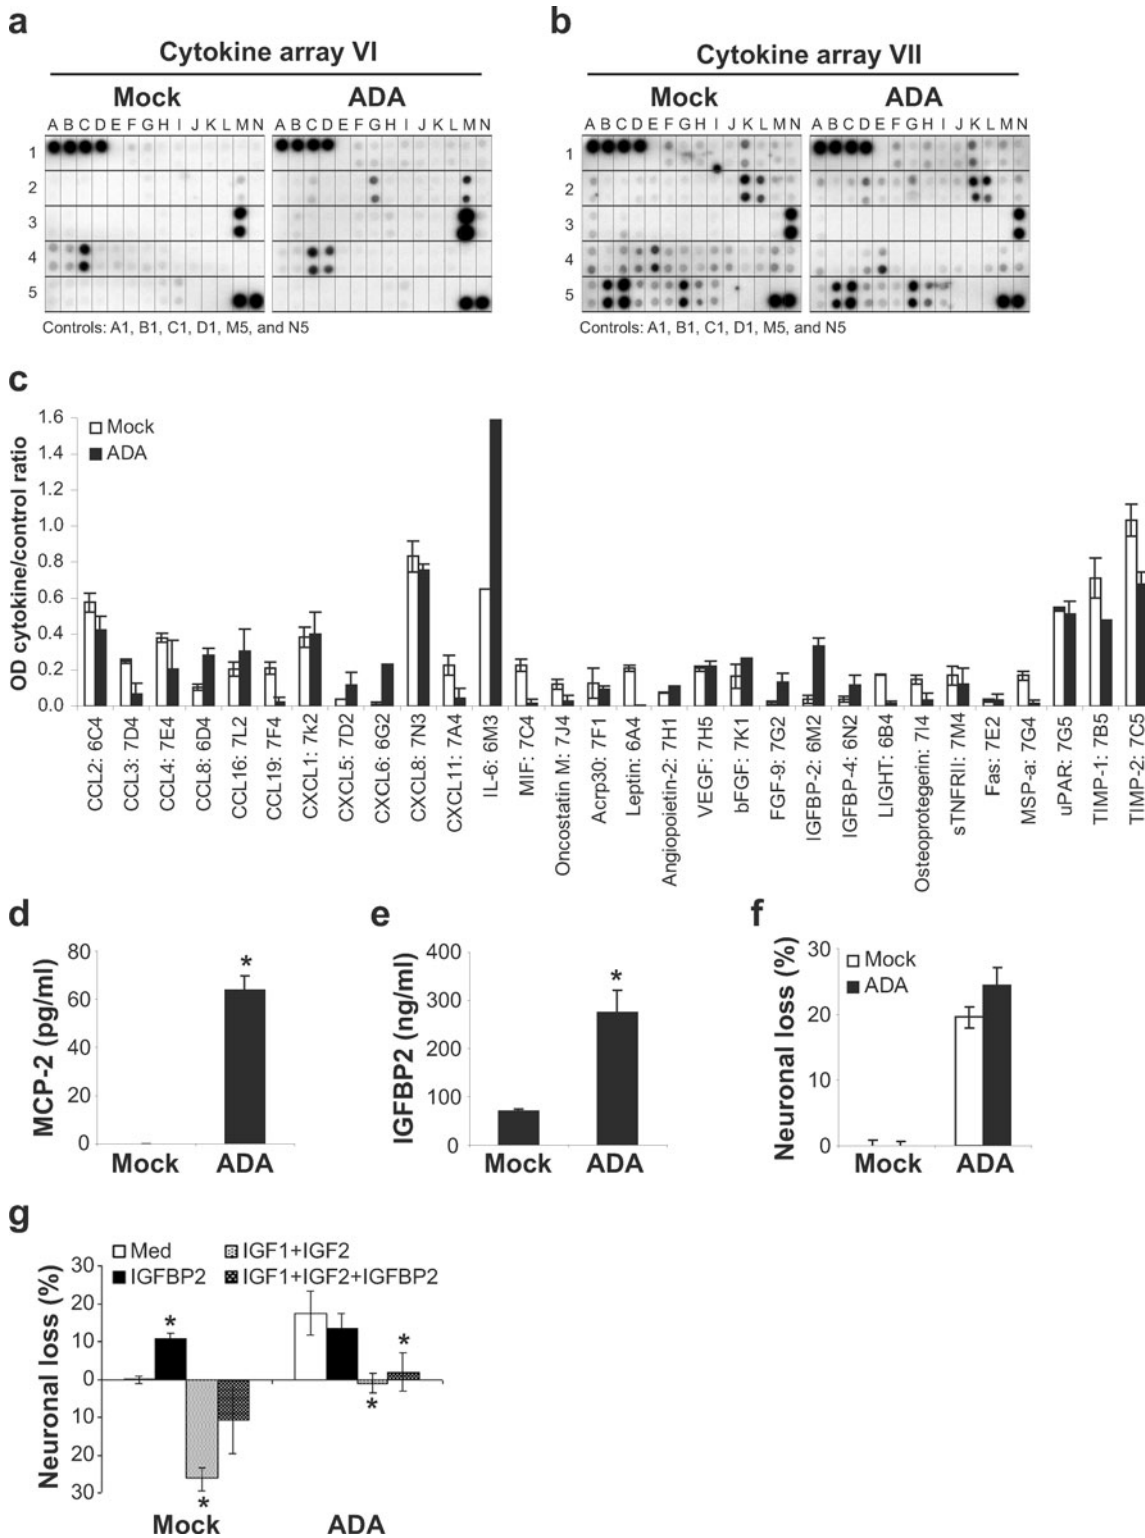 a
Cytokine array VI
Mock ADA
A B C D E F G H I J K L M N A B C D E F G H I J K L M N
1
2
3
4
5
Controls: A1, B1, C1, D1, M5, and N5
b
Cytokine array VII
Mock ADA
A B C D E F G H I J K L M N A B C D E F G H I J K L M N
1
2
3
4
5
Controls: A1, B1, C1, D1, M5, and N5
c
OD cytokine/control ratio
1.6
1.4
1.2
1.0
0.8
0.6
0.4
0.2
0.0
Mock
ADA
CCL2: 6C4
CCL3: 7D4
CCL4: 7E4
CCL8: 6D4
CCL16: 7L2
CCL19: 7F4
CXCL1: 7k2
CXCL5: 7D2
CXCL6: 6G2
CXCL8: 7N3
CXCL11: 7A4
IL-6: 6M3
MIF: 7C4
Oncostatin M: 7J4
Acrp30: 7F1
Leptin: 6A4
Angiopoietin-2: 7H1
VEGF: 7H5
bFGF: 7K1
FGF-9: 7G2
IGFBP-2: 6M2
IGFBP-4: 6N2
LIGHT: 6B4
Osteoprotegerin: 7I4
sTNFRII: 7M4
Fas: 7E2
MSP-a: 7G4
uPAR: 7G5
TIMP-1: 7B5
TIMP-2: 7C5
d
MCP-2 (pg/ml)
80
60
40
20
0
*
Mock ADA
e
IGFBP2 (ng/ml)
400
300
200
100
0
*
Mock ADA
f
Neuronal loss (%)
30
20
10
0
Mock
ADA
Mock ADA
g
Neuronal loss (%)
Med IGF1+IGF2
IGFBP2 IGF1+IGF2+IGFBP2
30
20
10
0
10
20
30
*
*
*
*
Mock ADA